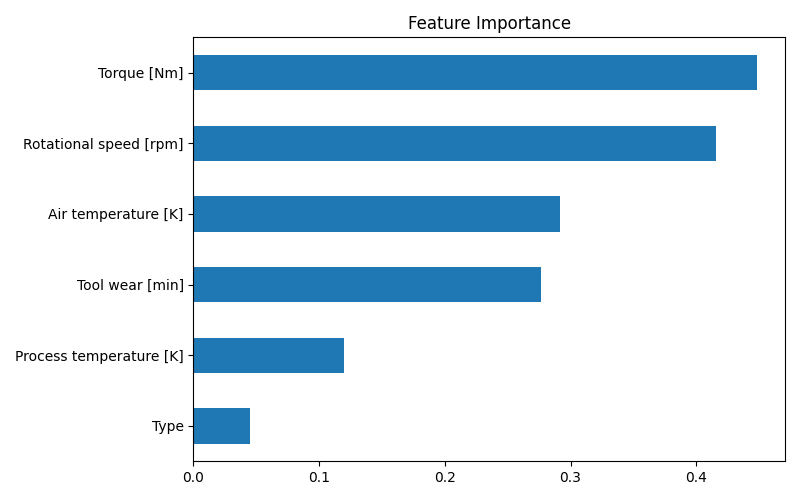 Feature Importance
Torque [Nm]
Rotational speed [rpm]
Air temperature [K]
Tool wear [min]
Process temperature [K]
Type
0.0 0.1 0.2 0.3 0.4